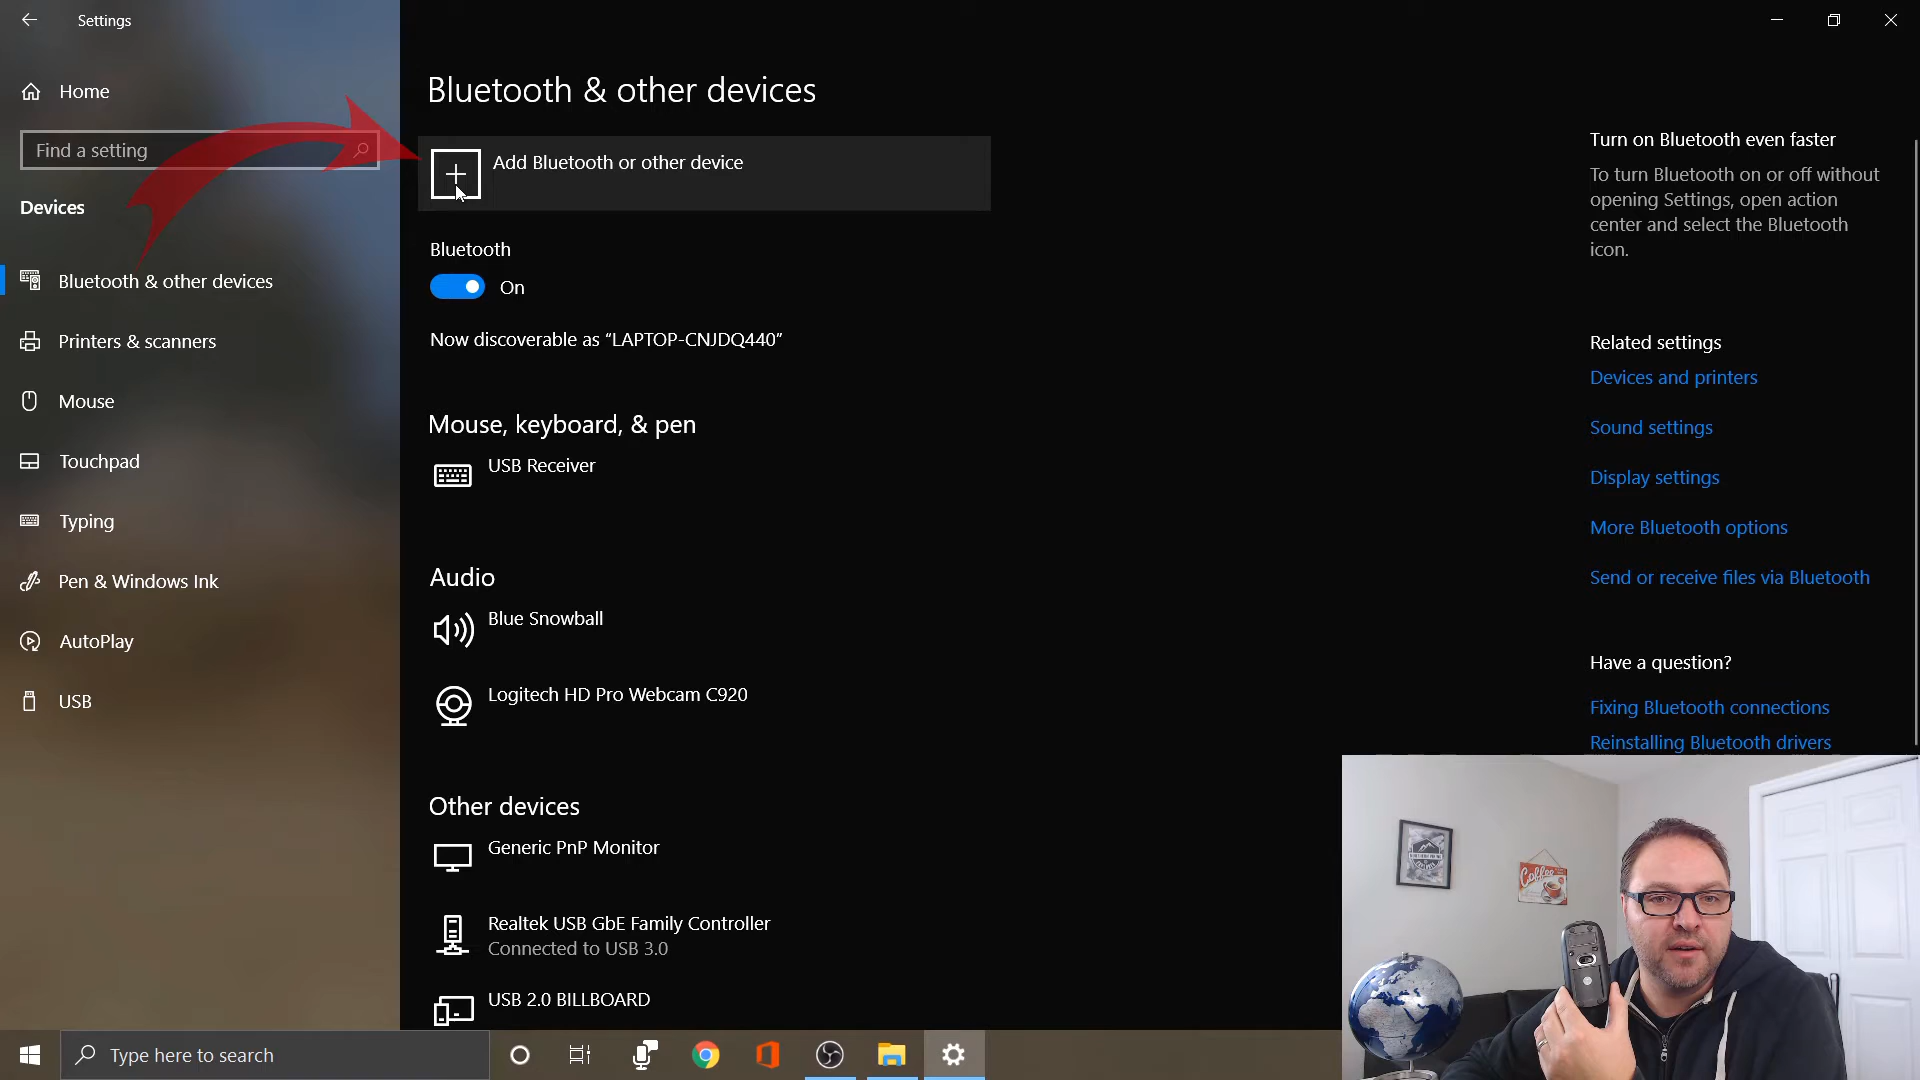 Settings
Home
Find a setting
Devices
Bluetooth & other devices
Printers & scanners
Mouse
Touchpad
Typing
Pen & Windows Ink
AutoPlay
USB
Bluetooth & other devices
Add Bluetooth or other device
Bluetooth
On
Now discoverable as “LAPTOP-CNJDQ440”
Mouse, keyboard, & pen
USB Receiver
Audio
Blue Snowball
Logitech HD Pro Webcam C920
Other devices
Generic PnP Monitor
Realtek USB GbE Family Controller
Connected to USB 3.0
USB 2.0 BILLBOARD
Turn on Bluetooth even faster
To turn Bluetooth on or off without
opening Settings, open action
center and select the Bluetooth
icon.
Related settings
Devices and printers
Sound settings
Display settings
More Bluetooth options
Send or receive files via Bluetooth
Have a question?
Fixing Bluetooth connections
Reinstalling Bluetooth drivers
Coffee
Type here to search